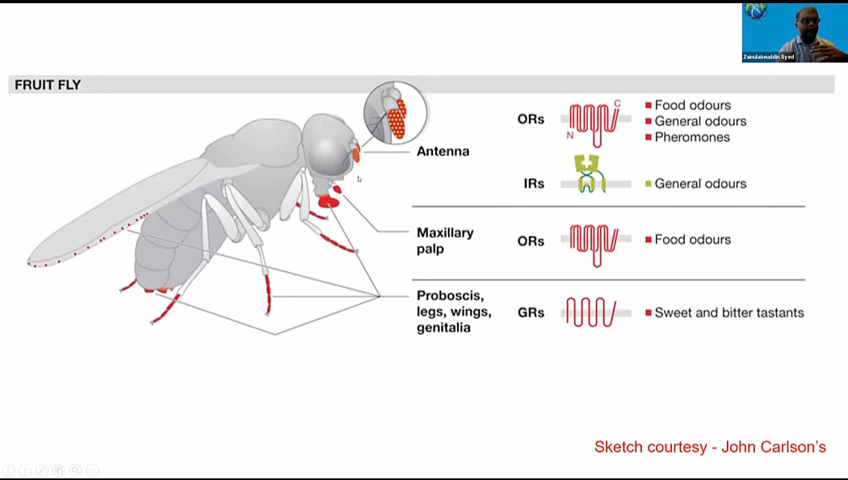 Zainulabuddin Syed
FRUIT FLY
Antenna
ORs
N
C
Food odours
General odours
Pheromones
IRs
General odours
Maxillary
palp
ORs
Food odours
Proboscis,
legs, wings,
genitalia
GRs
Sweet and bitter tastants
Sketch courtesy - John Carlson's